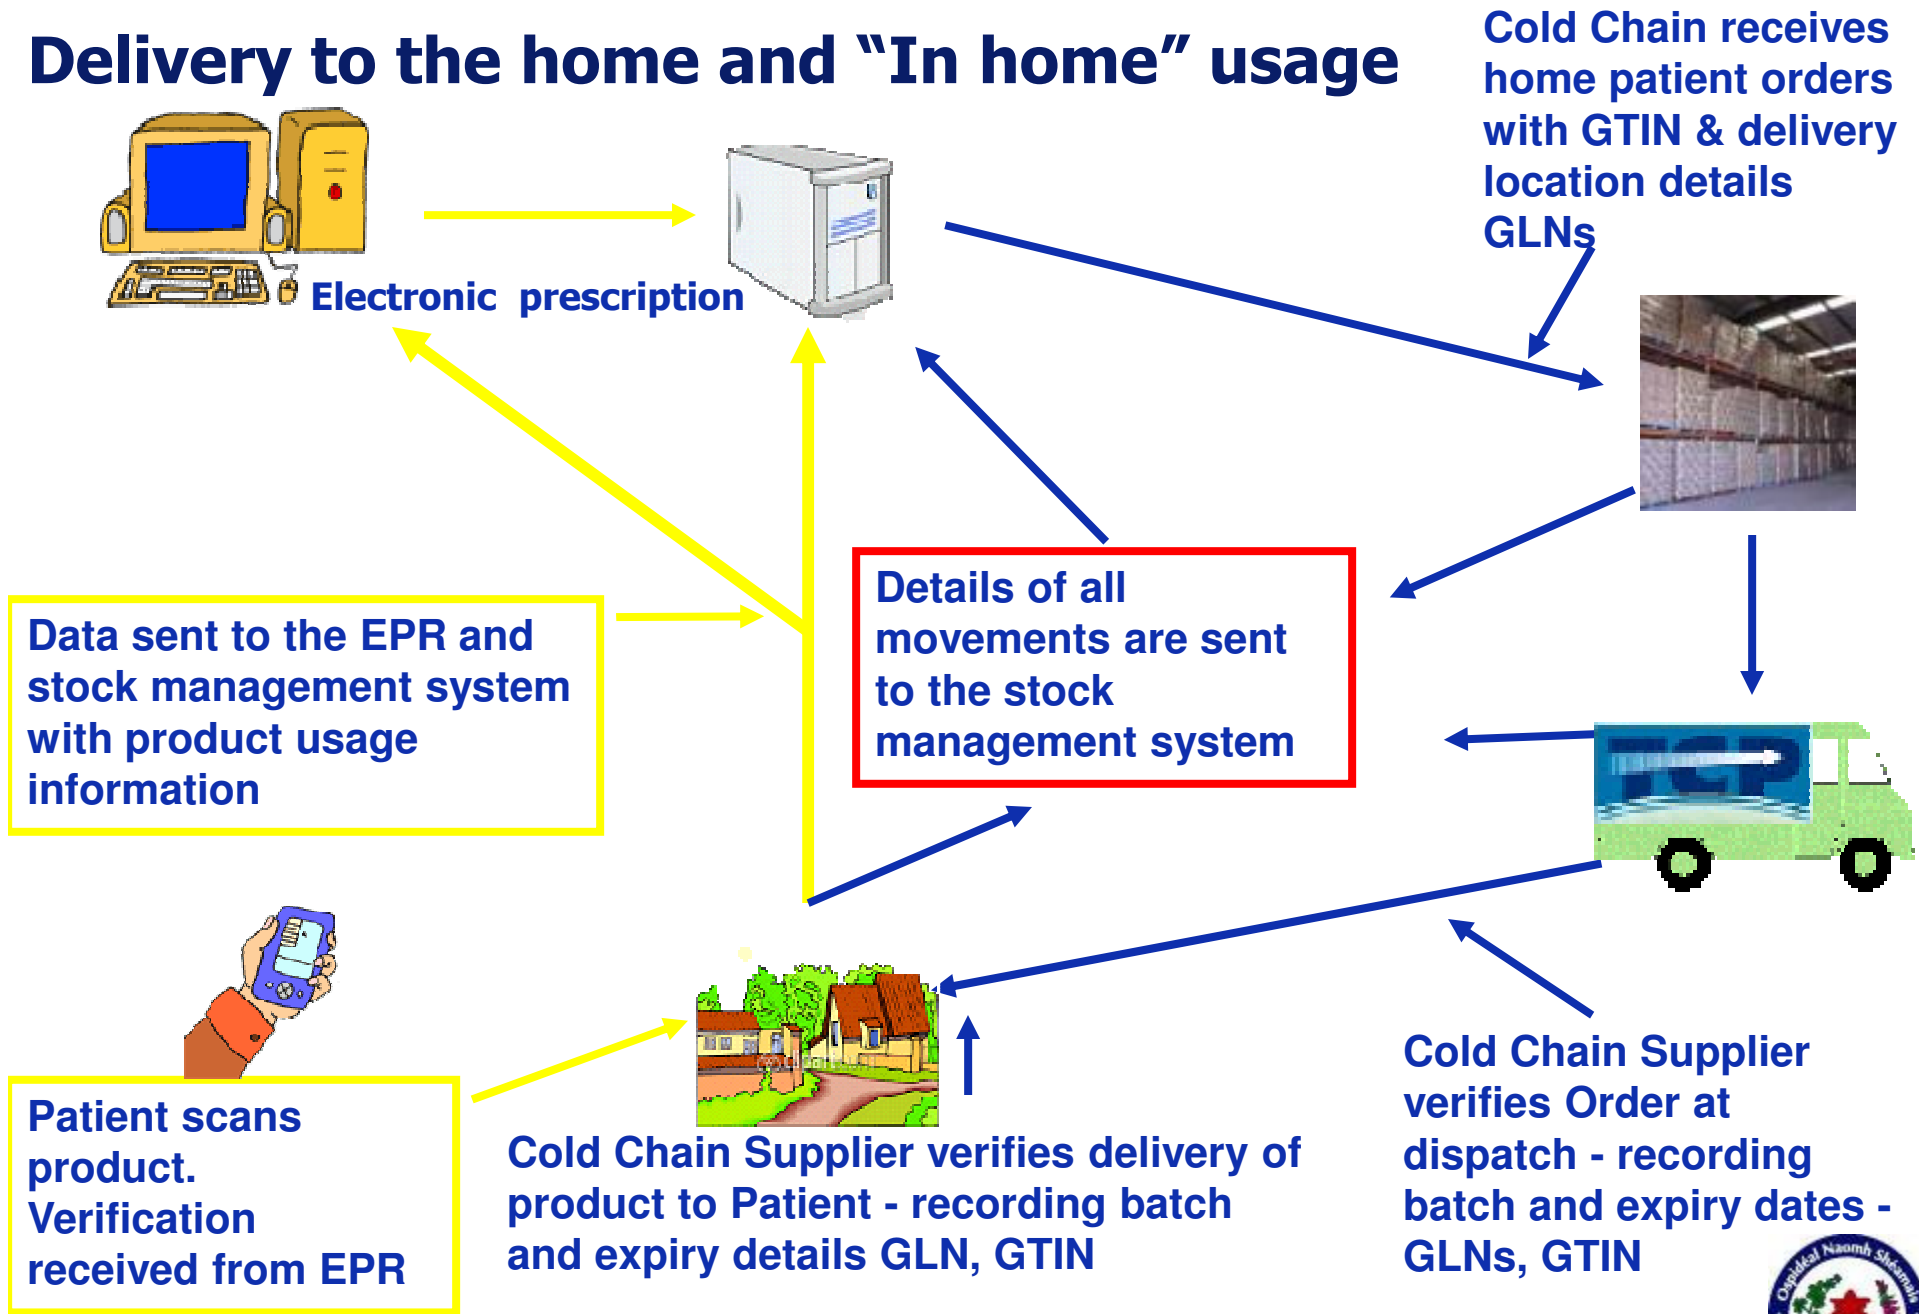 Delivery to the home and “In home” usage
Cold Chain receives
home patient orders
with GTIN & delivery
location details
GLNs
Electronic prescription
Details of all
movements are sent
to the stock
management system
Data sent to the EPR and
stock management system
with product usage
information
TCP
Patient scans
product.
Verification
received from EPR
Cold Chain Supplier verifies delivery of
product to Patient - recording batch
and expiry details GLN, GTIN
Cold Chain Supplier
verifies Order at
dispatch - recording
batch and expiry dates -
GLNs, GTIN
Ospidéal Naomh Shéamais